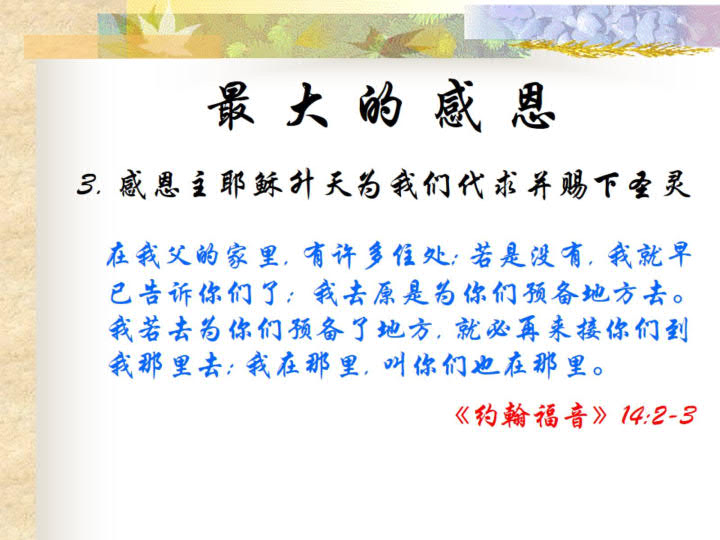 最大的感恩
3. 感恩主耶稣升天为我们代求并赐下圣灵
在我父的家里, 有许多住处; 若是没有, 我就早
已告诉你们了; 我去原是为你们预备地方去。
我若去为你们预备了地方, 就必再来接你们到
我那里去; 我在那里, 叫你们也在那里。
《约翰福音》14:2-3